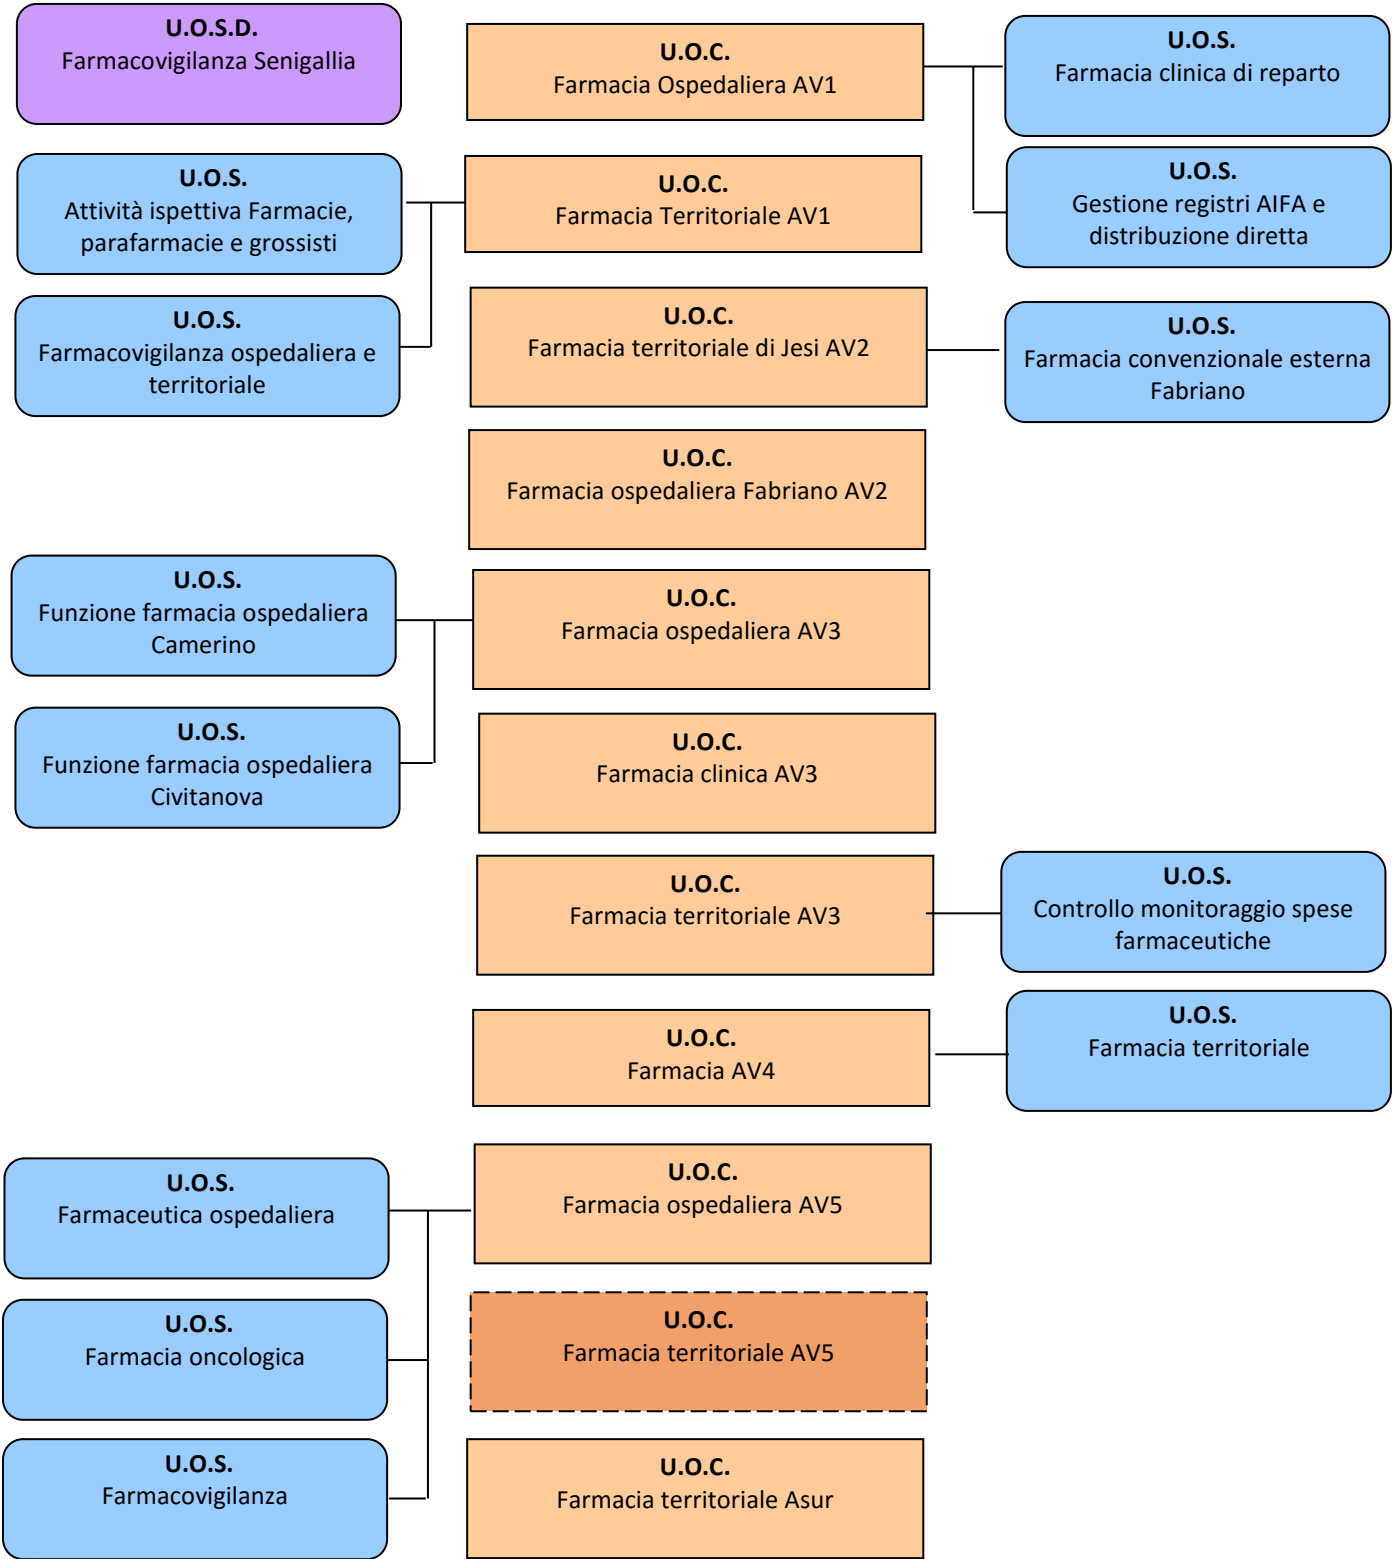 U.O.S.D.
Farmacovigilanza Senigallia
U.O.C.
Farmacia Ospedaliera AV1
U.O.S.
Farmacia clinica di reparto
U.O.S.
Attività ispettiva Farmacie,
parafarmacie e grossisti
U.O.C.
Farmacia Territoriale AV1
U.O.S.
Gestione registri AIFA e
distribuzione diretta
U.O.S.
Farmacovigilanza ospedaliera e
territoriale
U.O.C.
Farmacia territoriale di Jesi AV2
U.O.S.
Farmacia convenzionale esterna
Fabriano
U.O.C.
Farmacia ospedaliera Fabriano AV2
U.O.S.
Funzione farmacia ospedaliera
Camerino
U.O.C.
Farmacia ospedaliera AV3
U.O.S.
Funzione farmacia ospedaliera
Civitanova
U.O.C.
Farmacia clinica AV3
U.O.C.
Farmacia territoriale AV3
U.O.S.
Controllo monitoraggio spese
farmaceutiche
U.O.C.
Farmacia AV4
U.O.S.
Farmacia territoriale
U.O.S.
Farmaceutica ospedaliera
U.O.C.
Farmacia ospedaliera AV5
U.O.S.
Farmacia oncologica
U.O.C.
Farmacia territoriale AV5
U.O.S.
Farmacovigilanza
U.O.C.
Farmacia territoriale Asur